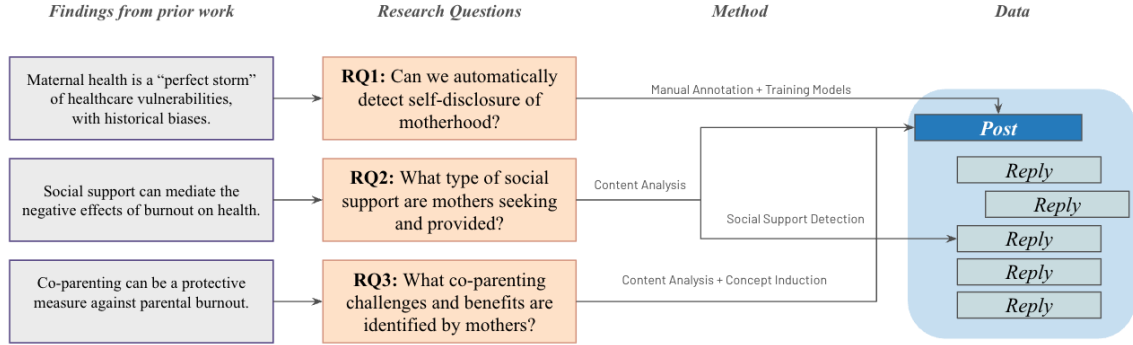 Findings from prior work
Research Questions
Method
Data
Maternal health is a “perfect storm”
of healthcare vulnerabilities,
with historical biases.
RQ1: Can we automatically
detect self-disclosure of
motherhood?
Manual Annotation + Training Models
Post
Social support can mediate the
negative effects of burnout on health.
RQ2: What type of social
support are mothers seeking
and provided?
Content Analysis
Social Support Detection
Reply
Reply
Reply
Reply
Reply
Co-parenting can be a protective
measure against parental burnout.
RQ3: What co-parenting
challenges and benefits are
identified by mothers?
Content Analysis + Concept Induction